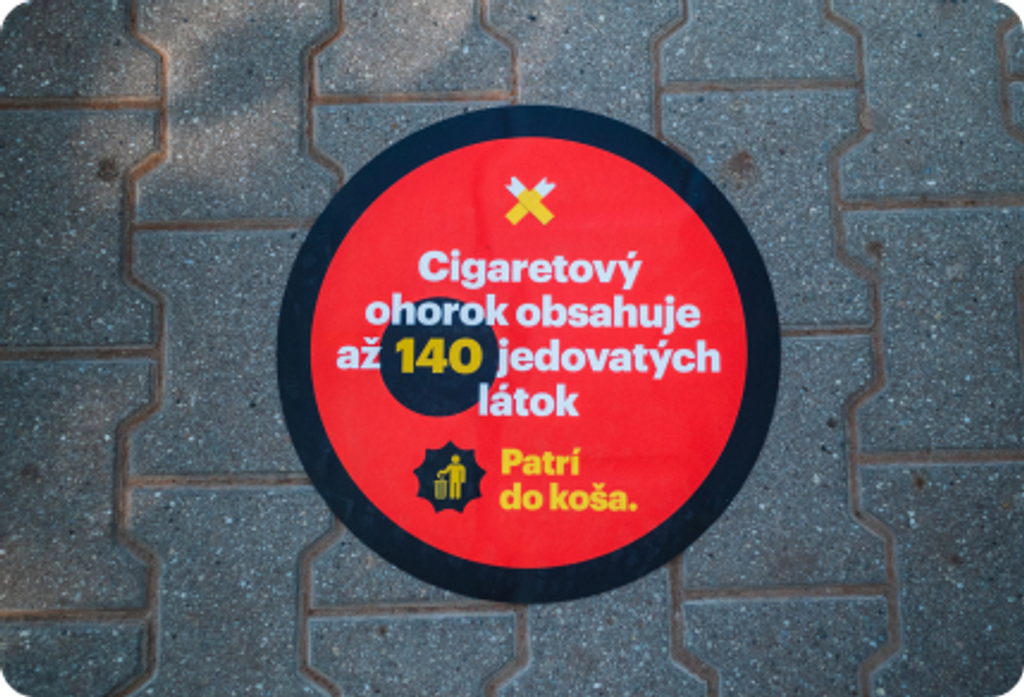 Cigaretový
ohorok obsahuje
až 140 jedovatých
látok
Patrí
do koša.